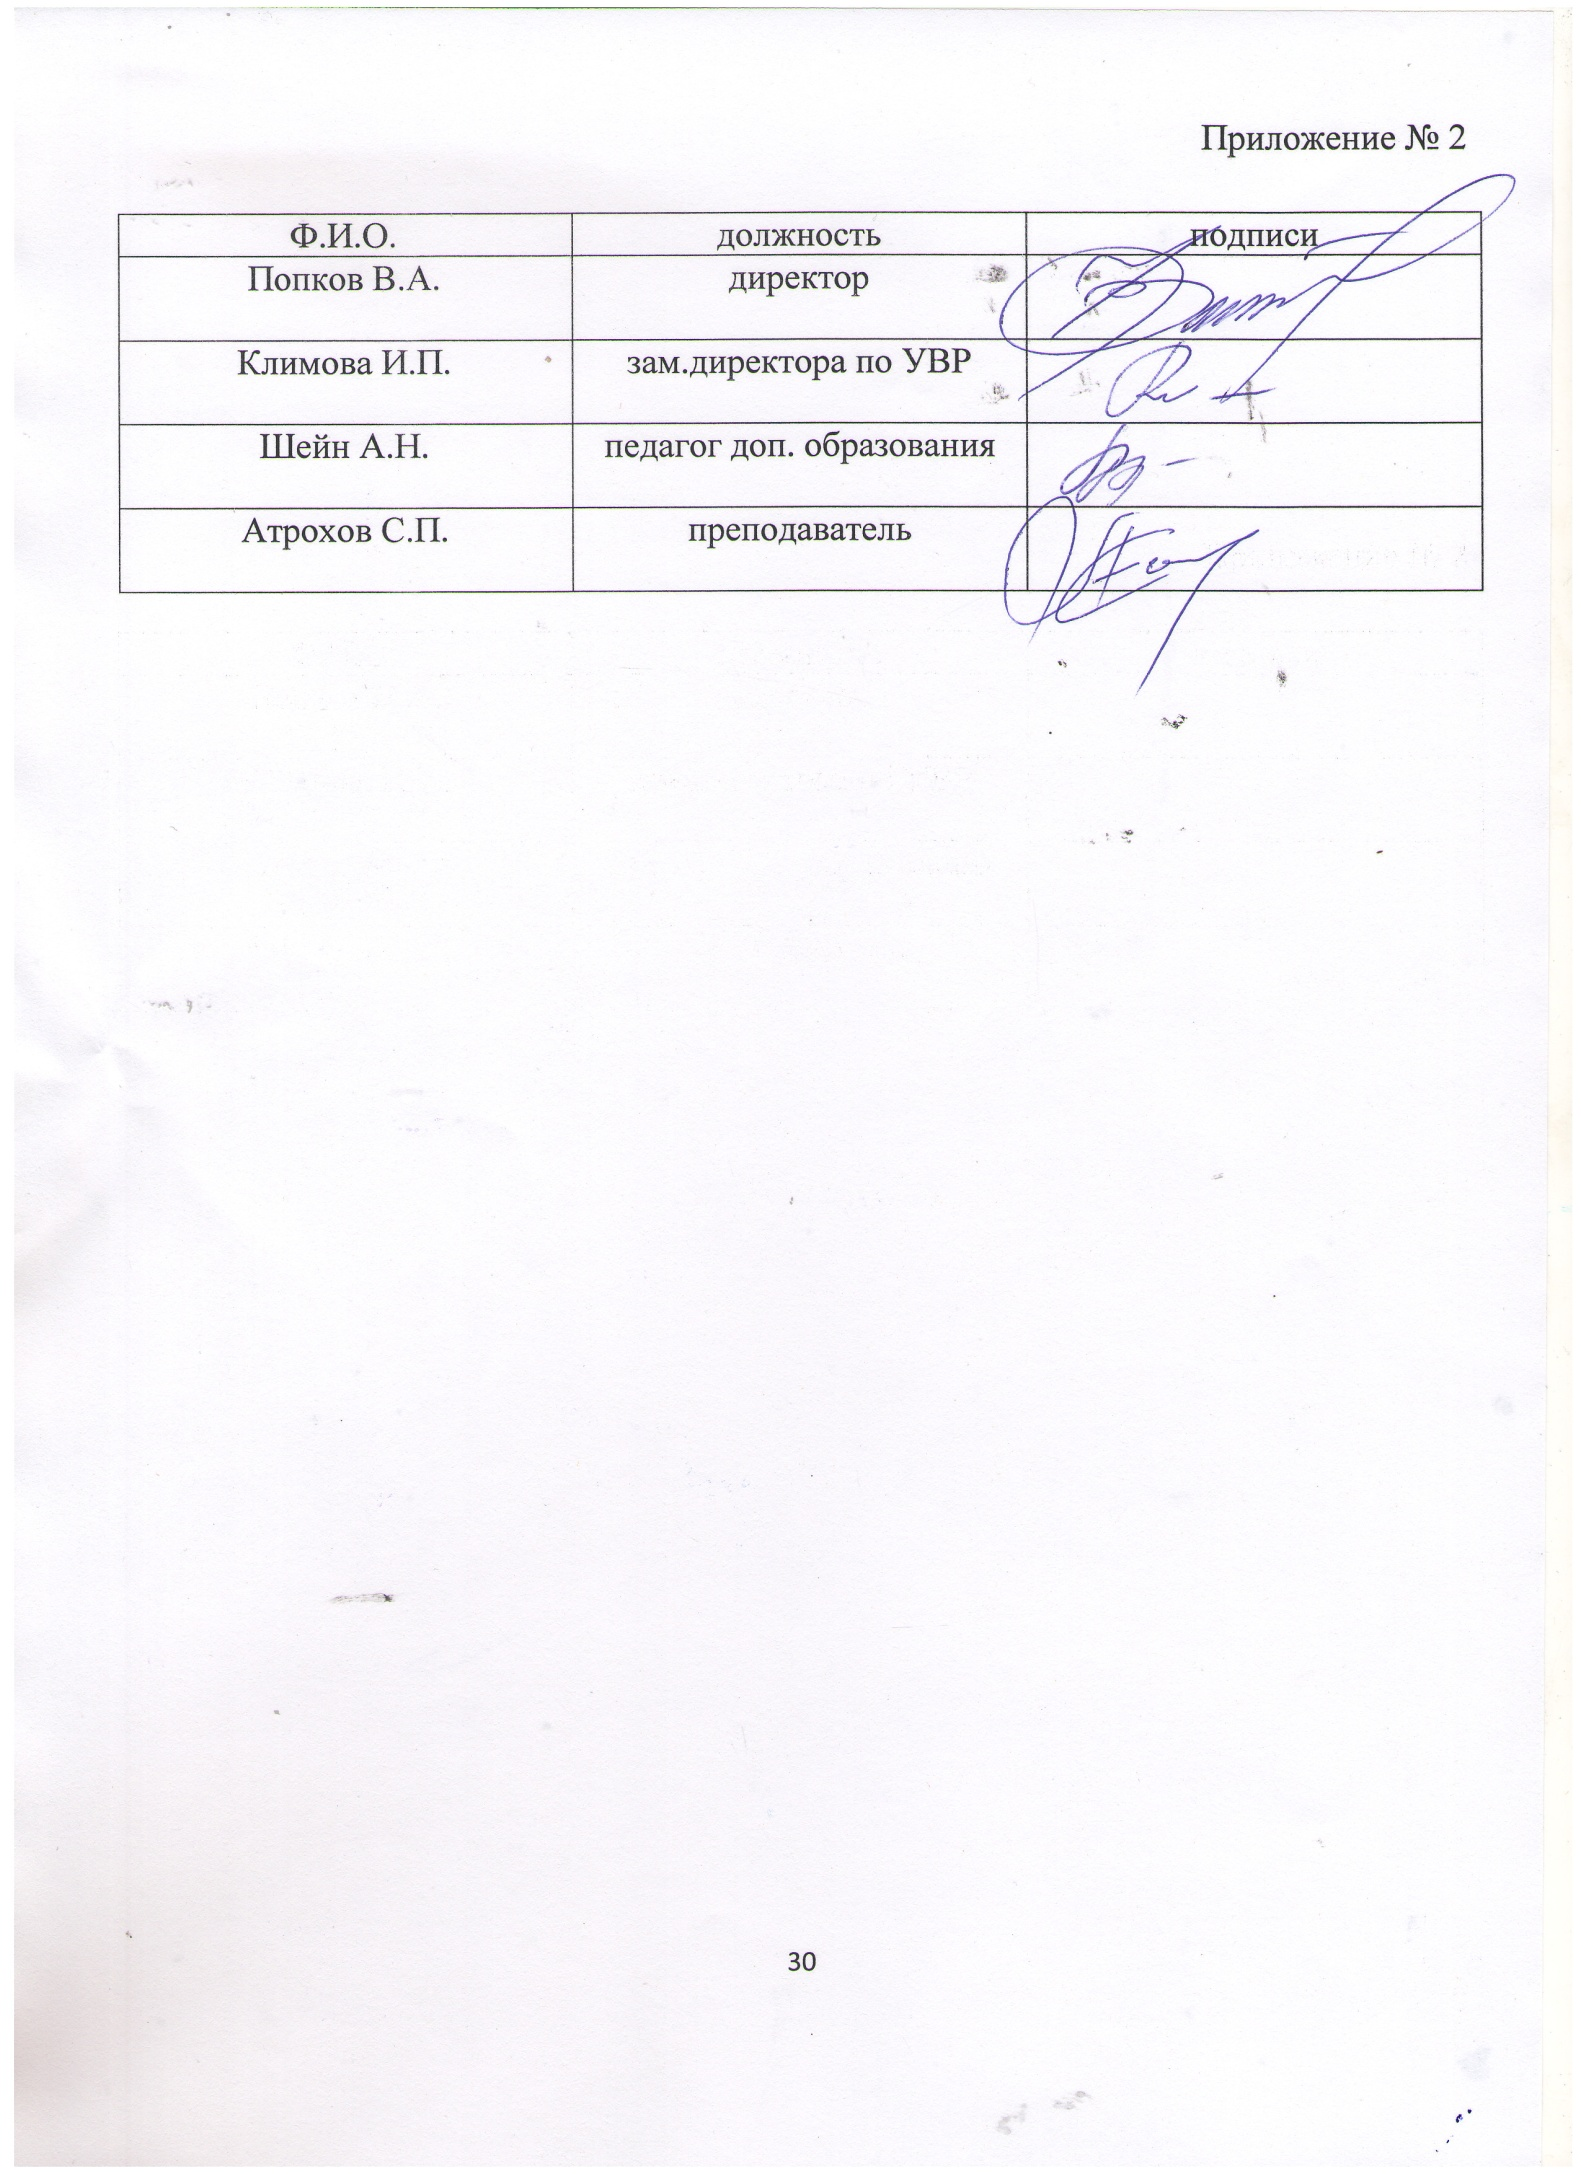 Приложение № 2
Ф.И.О. должность подписи
Попков В.А. директор
Климова И.П. зам.директора по УВР
Шейн А.Н. педагог доп. образования
Атрохов С.П. преподаватель
30